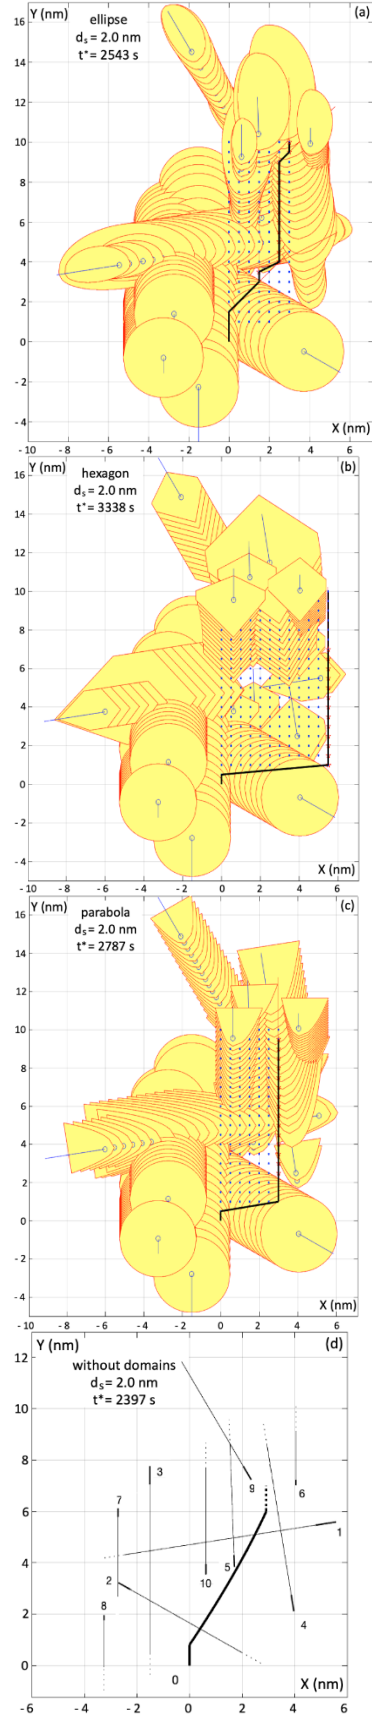 Y (nm) ellipse (a)
16
dₛ = 2.0 nm
t* = 2543 s
14
12
10
8
6
4
2
0
- 2
- 4
X (nm)
- 10 - 8 - 6 - 4 - 2 0 2 4 6
Y (nm) (b)
hexagon
16
dₛ = 2.0 nm
t* = 3338 s
14
12
10
8
6
4
2
0
- 2
- 4
X (nm)
- 10 - 8 - 6 - 4 - 2 0 2 4 6
Y (nm) (c)
parabola
16
dₛ = 2.0 nm
t* = 2787 s
14
12
10
8
6
4
2
0
- 2
- 4
X (nm)
- 10 - 8 - 6 - 4 - 2 0 2 4 6
Y (nm) (d)
12 without domains
dₛ = 2.0 nm
t* = 2397 s
10
8
3
9
6
6
7
1
4
5
10
2
2
8
4
0
0
X (nm)
-6 -4 -2 0 2 4 6